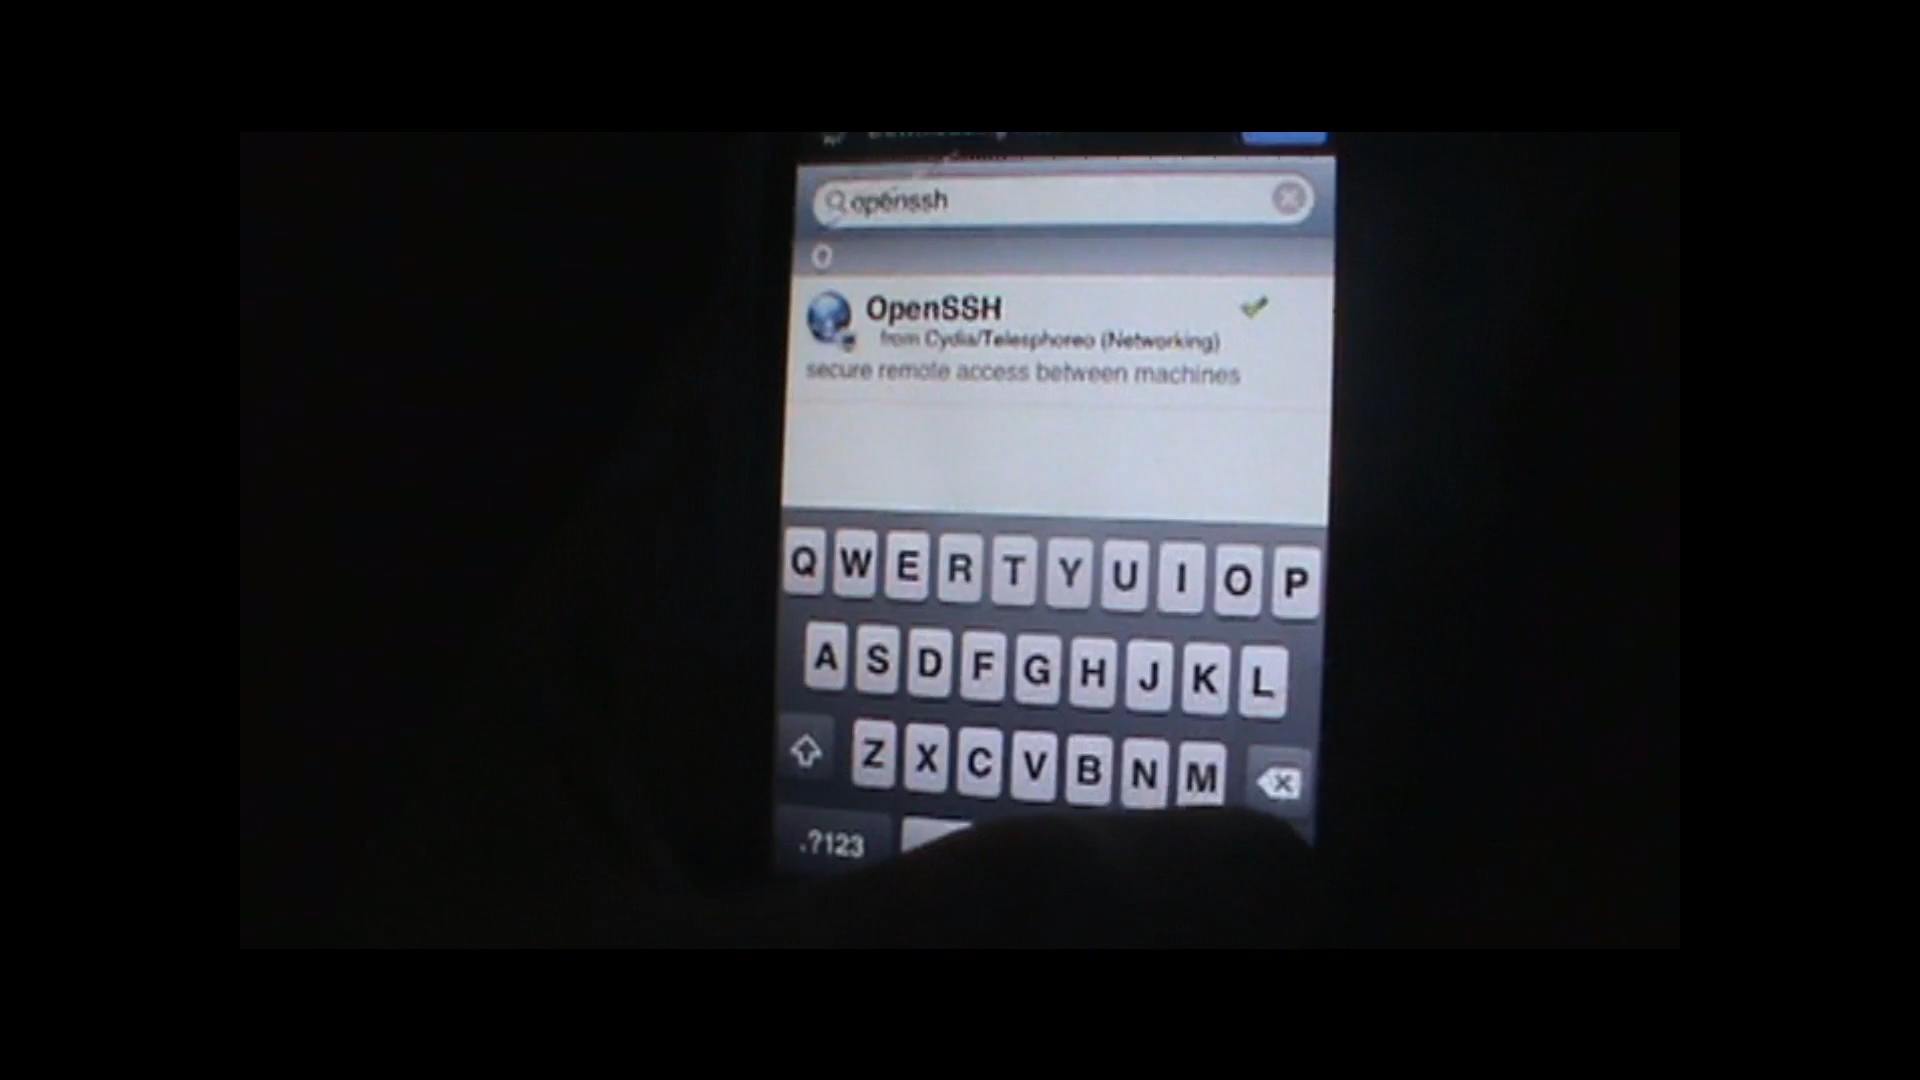 openssh
O
OpenSSH
from Cydia/Telesphoreo (Networking)
secure remote access between machines
Q W E R T Y U I O P
A S D F G H J K L
Z X C V B N M
.?123